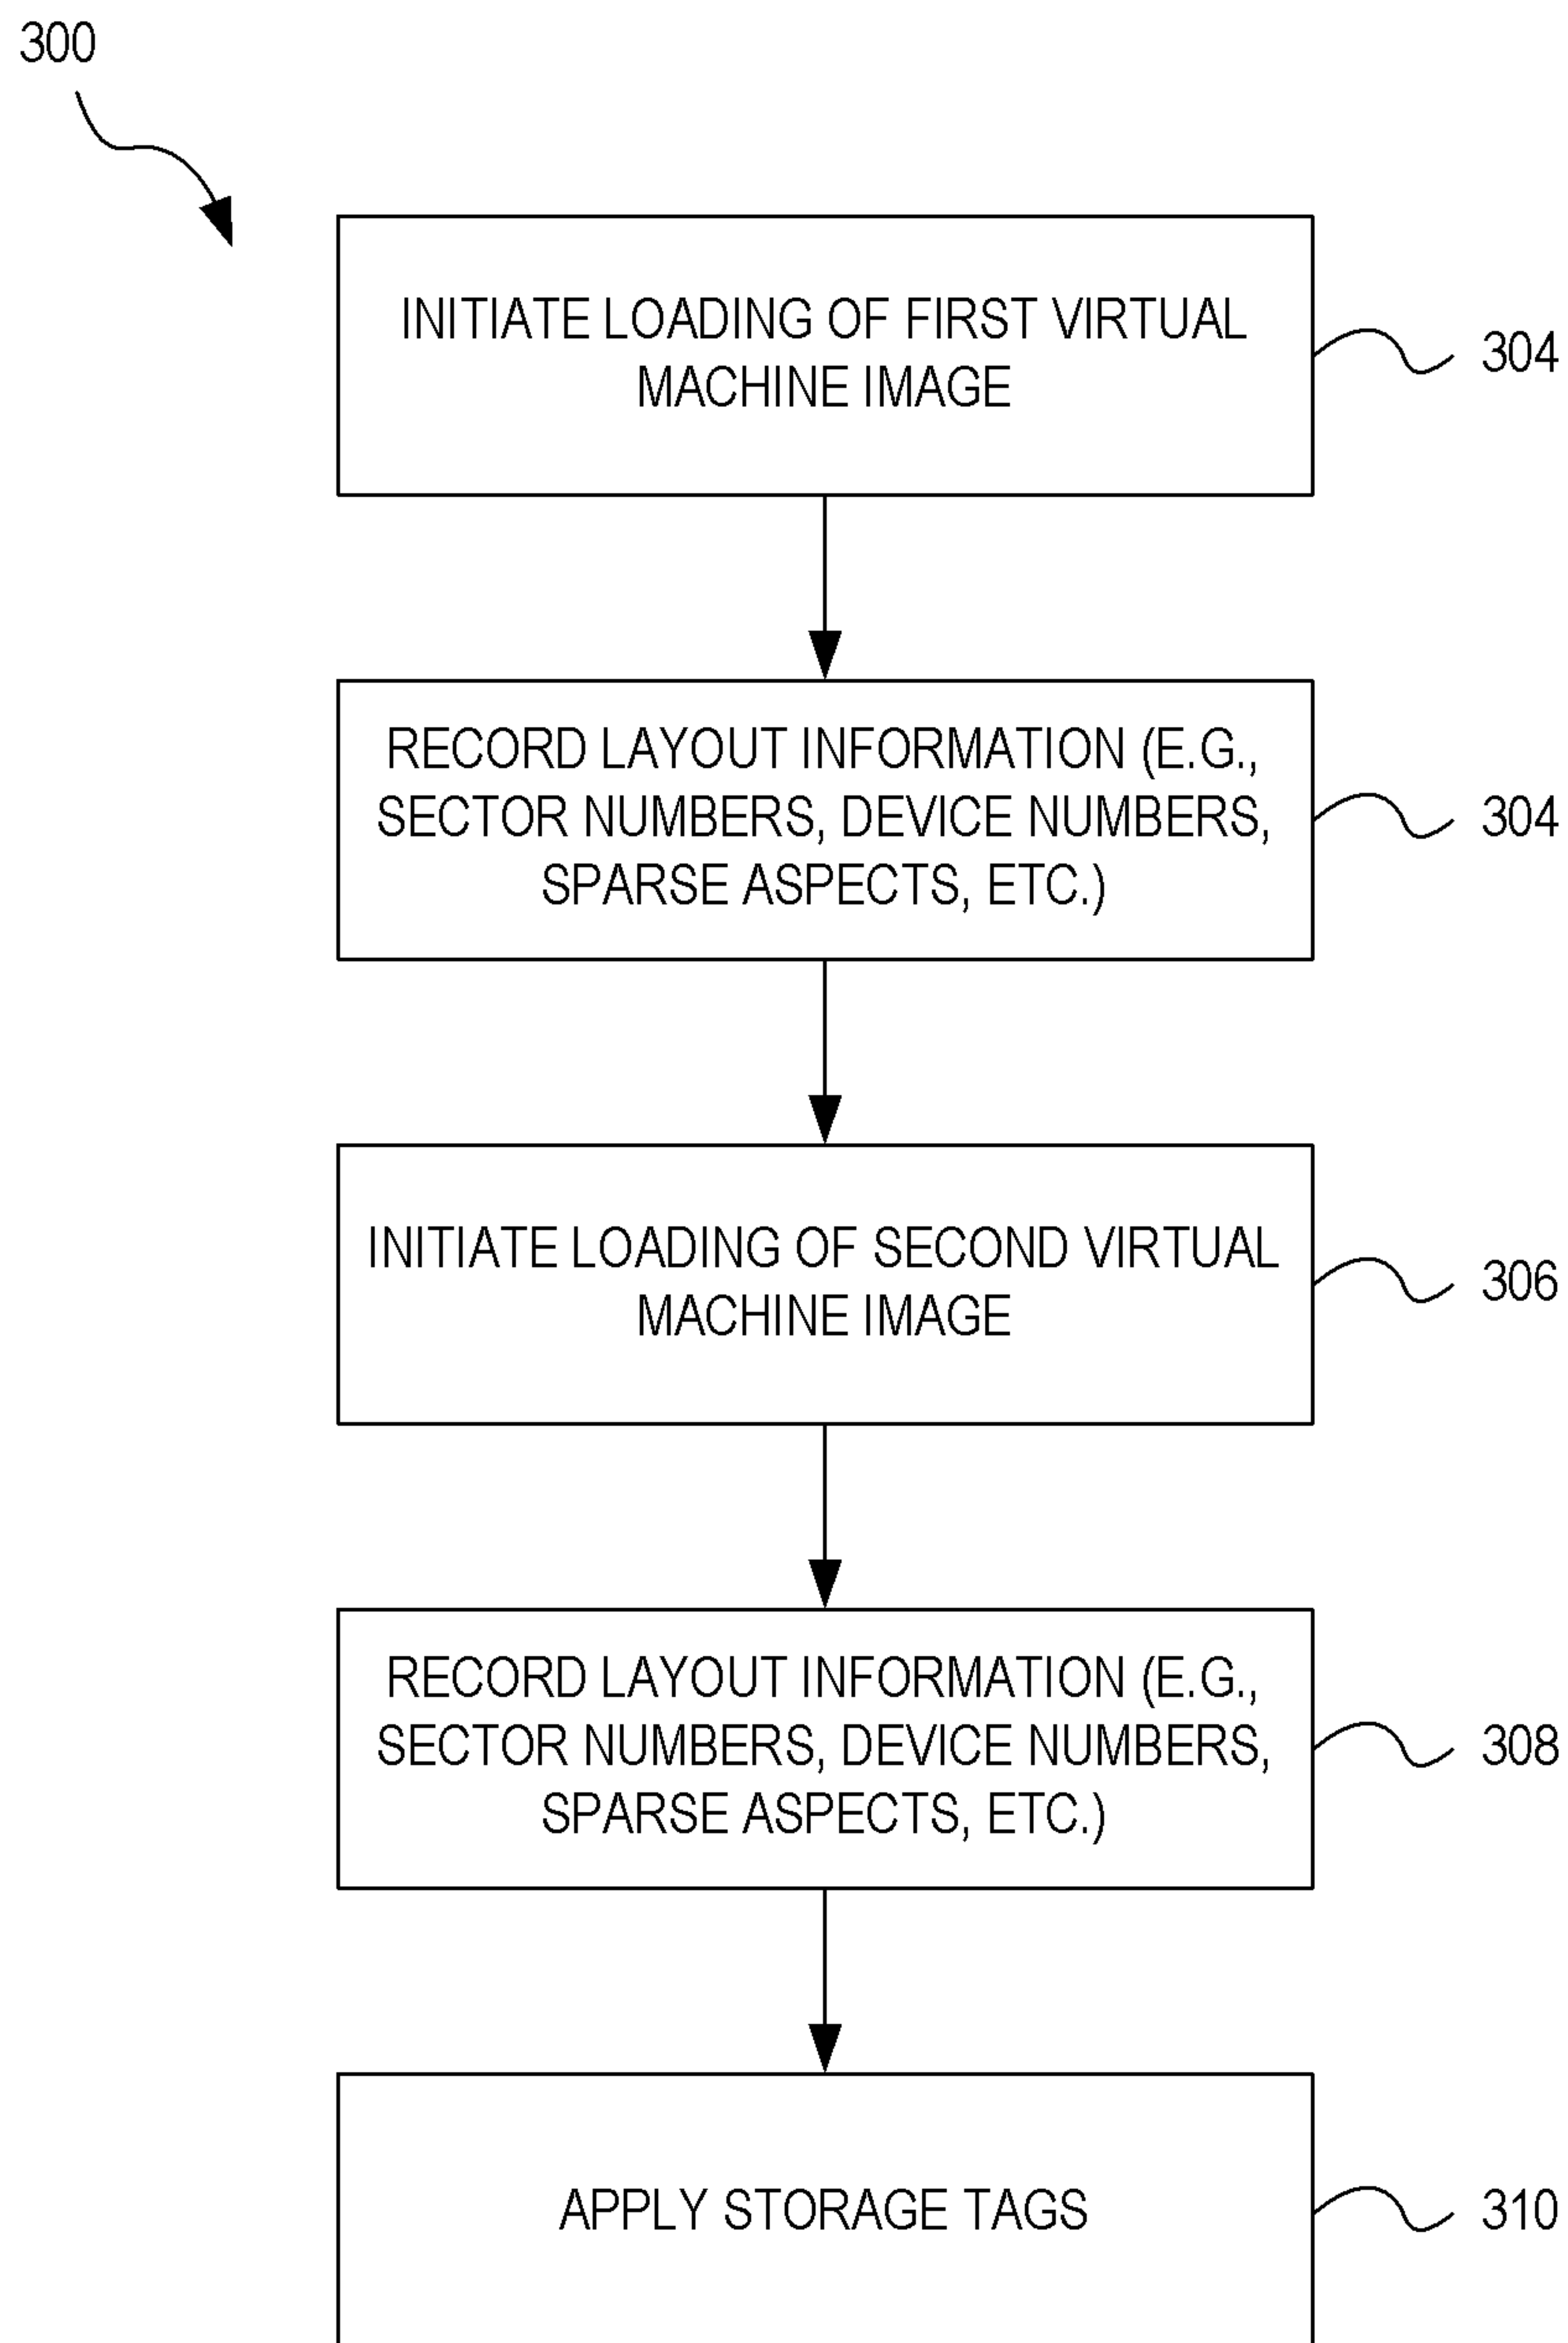 300
INITIATE LOADING OF FIRST VIRTUAL
MACHINE IMAGE
304
RECORD LAYOUT INFORMATION (E.G.,
SECTOR NUMBERS, DEVICE NUMBERS,
SPARSE ASPECTS, ETC.)
304
INITIATE LOADING OF SECOND VIRTUAL
MACHINE IMAGE
306
RECORD LAYOUT INFORMATION (E.G.,
SECTOR NUMBERS, DEVICE NUMBERS,
SPARSE ASPECTS, ETC.)
308
APPLY STORAGE TAGS
310